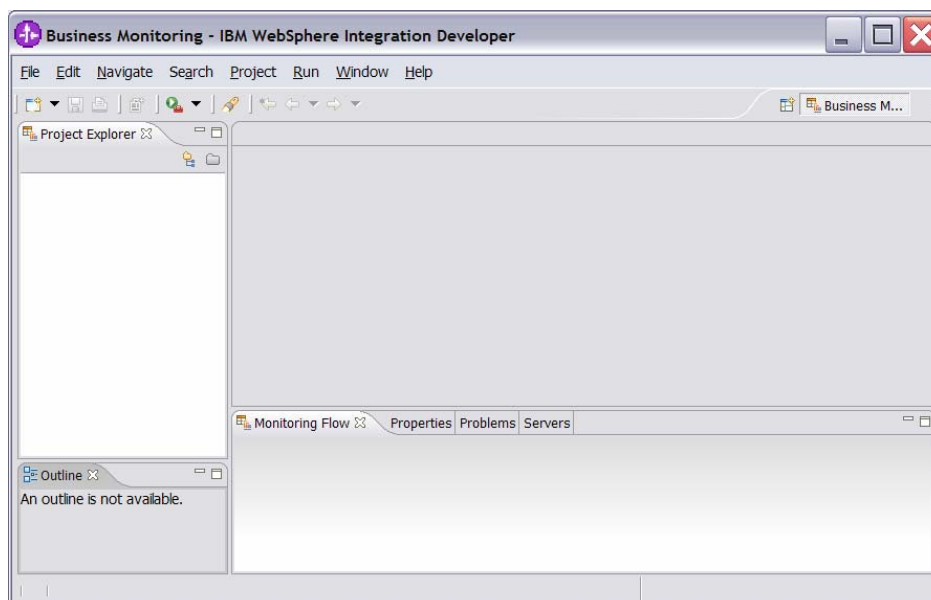 Business Monitoring - IBM WebSphere Integration Developer
File Edit Navigate Search Project Run Window Help
Business M...
Project Explorer
Monitoring Flow Properties Problems Servers
Outline
An outline is not available.